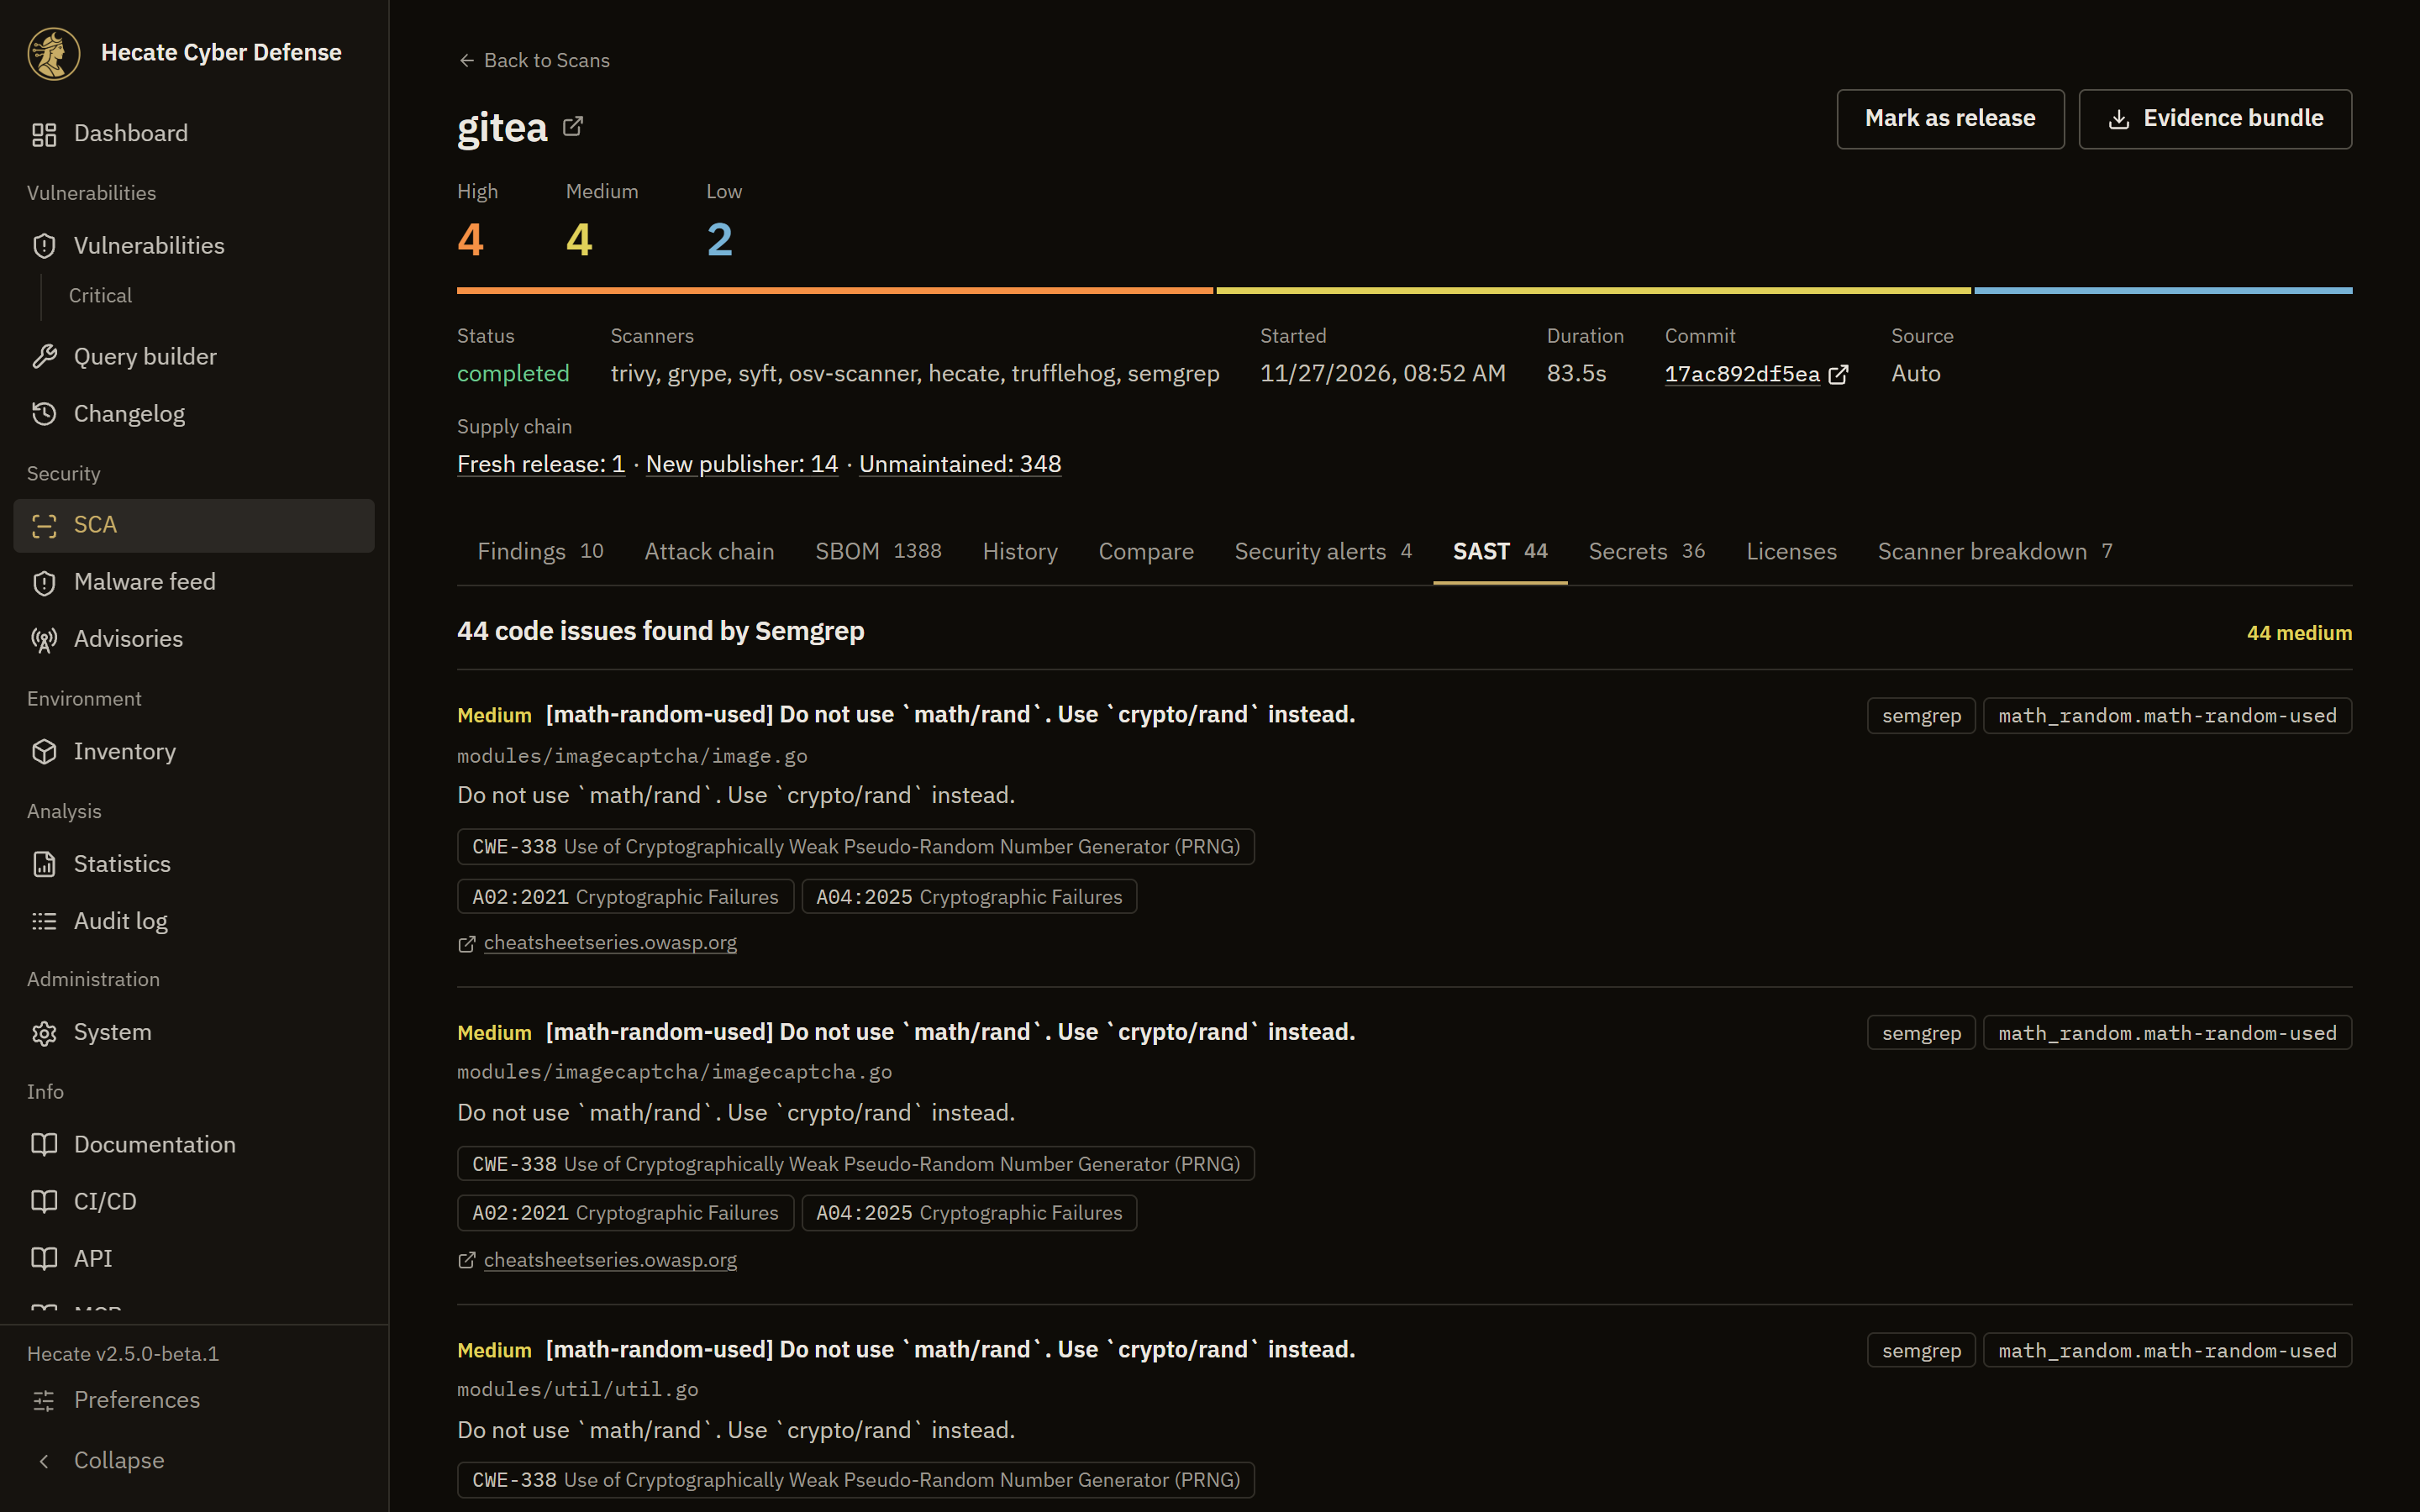 Hecate Cyber Defense
Dashboard
Vulnerabilities
Vulnerabilities
Critical
Query builder
Changelog
Security
SCA
Malware feed
Advisories
Environment
Inventory
Analysis
Statistics
Audit log
Administration
System
Info
Documentation
CI/CD
API
Hecate v2.5.0-beta.1
Preferences
Collapse
Back to Scans
gitea
Mark as release
Evidence bundle
High Medium Low
4 4 2
Status Scanners Started Duration Commit Source
completed trivy, grype, syft, osv-scanner, hecate, trufflehog, semgrep 11/27/2026, 08:52 AM 83.5s 17ac892df5ea Auto
Supply chain
Fresh release: 1 · New publisher: 14 · Unmaintained: 348
Findings 10 Attack chain SBOM 1388 History Compare Security alerts 4 SAST 44 Secrets 36 Licenses Scanner breakdown 7
44 code issues found by Semgrep 44 medium
Medium [math-random-used] Do not use `math/rand`. Use `crypto/rand` instead. semgrep math_random.math-random-used
modules/imagecaptcha/image.go
Do not use `math/rand`. Use `crypto/rand` instead.
CWE-338 Use of Cryptographically Weak Pseudo-Random Number Generator (PRNG)
A02:2021 Cryptographic Failures A04:2025 Cryptographic Failures
cheatsheetseries.owasp.org
Medium [math-random-used] Do not use `math/rand`. Use `crypto/rand` instead. semgrep math_random.math-random-used
modules/imagecaptcha/imagecaptcha.go
Do not use `math/rand`. Use `crypto/rand` instead.
CWE-338 Use of Cryptographically Weak Pseudo-Random Number Generator (PRNG)
A02:2021 Cryptographic Failures A04:2025 Cryptographic Failures
cheatsheetseries.owasp.org
Medium [math-random-used] Do not use `math/rand`. Use `crypto/rand` instead. semgrep math_random.math-random-used
modules/util/util.go
Do not use `math/rand`. Use `crypto/rand` instead.
CWE-338 Use of Cryptographically Weak Pseudo-Random Number Generator (PRNG)